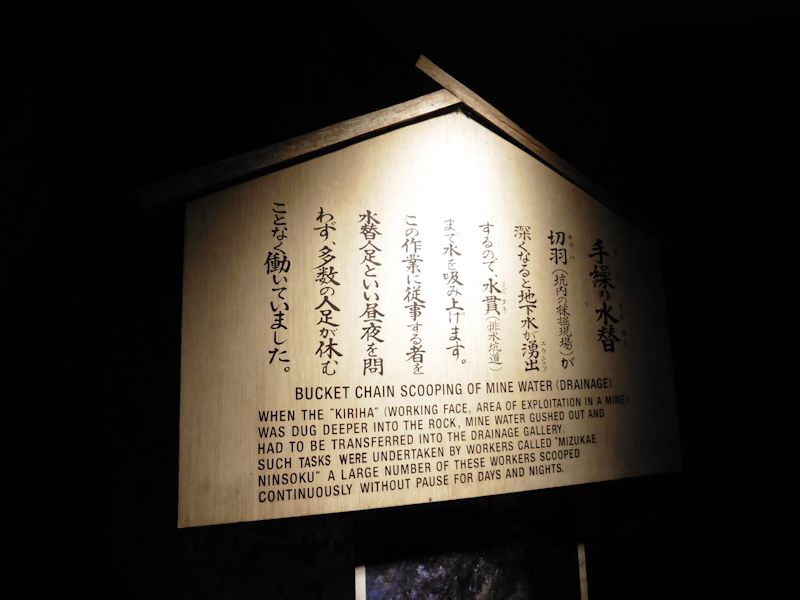 手繰り水替
切羽(坑内の採掘現場)が
深くなると地下水が湧出
するので、水貫(排水坑道)
まで水を吸み上げます。
この作業に従事する者を
水替人足といい昼夜を問
わず、多数の人足が休む
ことなく働いていました。
BUCKET CHAIN SCOOPING OF MINE WATER (DRAINAGE)
WHEN THE "KIRIHA" (WORKING FACE, AREA OF EXPLOITATION IN A MINE)
WAS DUG DEEPER INTO THE ROCK, MINE WATER GUSHED OUT AND
HAD TO BE TRANSFERRED INTO THE DRAINAGE GALLERY.
SUCH TASKS WERE UNDERTAKEN BY WORKERS CALLED "MIZUKAE
NINSOKU" A LARGE NUMBER OF THESE WORKERS SCOOPED
CONTINUOUSLY WITHOUT PAUSE FOR DAYS AND NIGHTS.